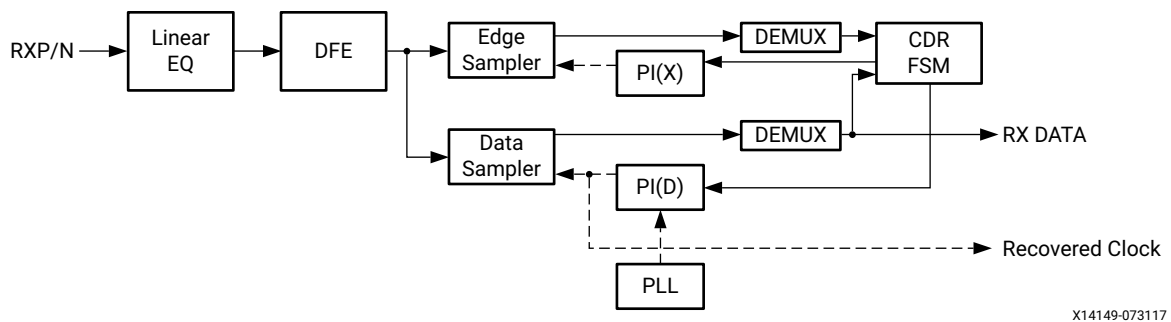 RXP/N
Linear
EQ
DFE
Edge
Sampler
DEMUX
CDR
FSM
PI(X)
Data
Sampler
DEMUX
RX DATA
PI(D)
Recovered Clock
PLL
X14149-073117